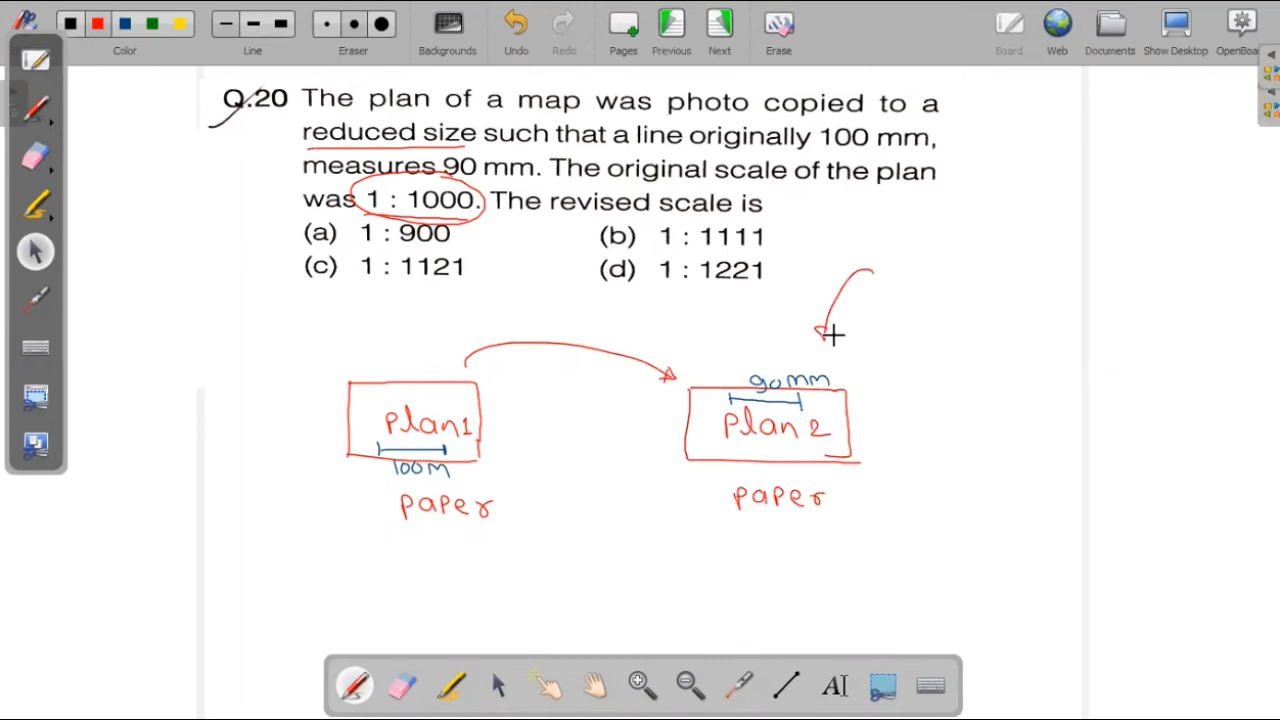 Color
Line
Eraser
Backgrounds
Undo
Redo
Pages
Previous
Next
Erase
Board
Web
Documents
Show Desktop
OpenBoa
Q.20 The plan of a map was photo copied to a
reduced size such that a line originally 100 mm,
measures 90 mm. The original scale of the plan
was 1 : 1000. The revised scale is
(a) 1 : 900
(b) 1 : 1111
(c) 1 : 1121
(d) 1 : 1221
90mm
Plan1
Plan 2
100M
paper
paper
AI